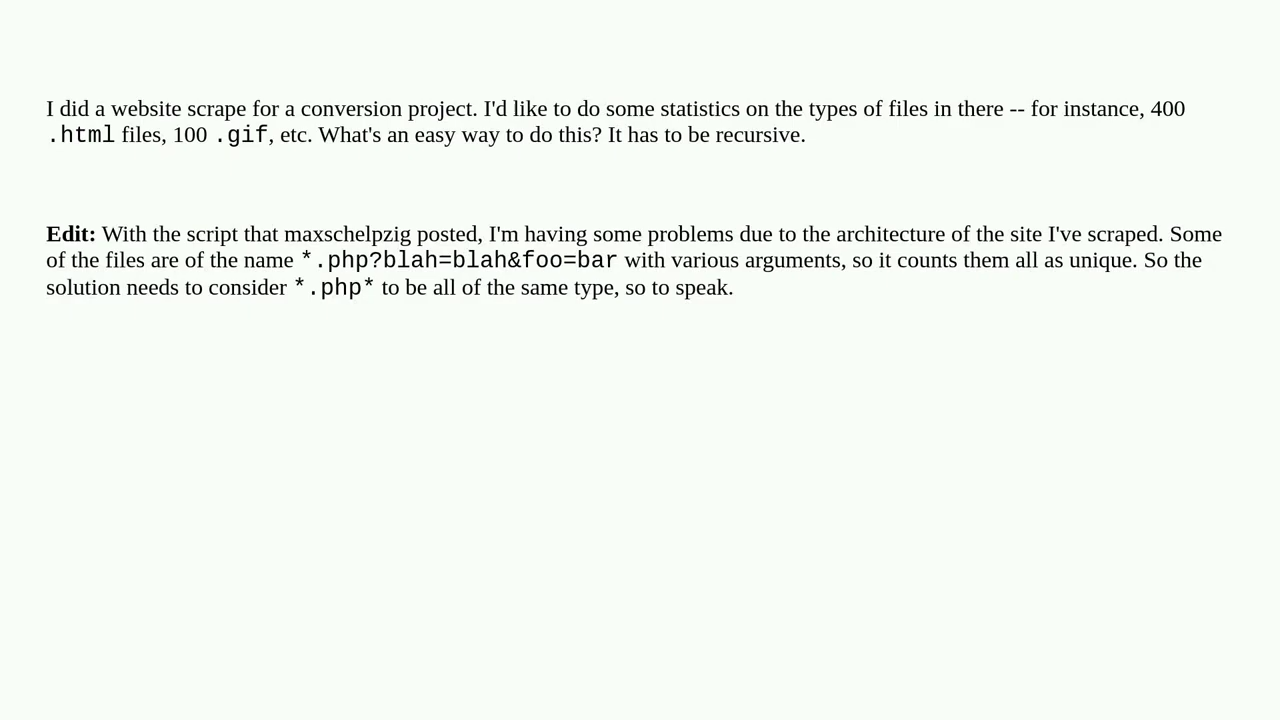 I did a website scrape for a conversion project. I'd like to do some statistics on the types of files in there -- for instance, 400
.html files, 100 .gif, etc. What's an easy way to do this? It has to be recursive.
Edit: With the script that maxschelpzig posted, I'm having some problems due to the architecture of the site I've scraped. Some
of the files are of the name *.php?blah=blah&foo=bar with various arguments, so it counts them all as unique. So the
solution needs to consider *.php* to be all of the same type, so to speak.